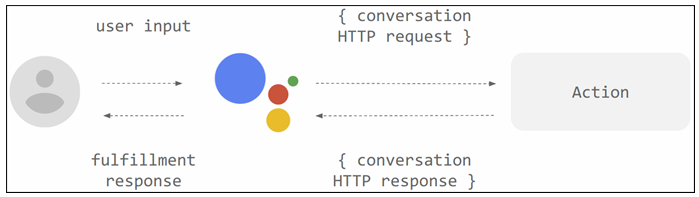 user input
{ conversation
HTTP request }
Action
fulfillment
response
{ conversation
HTTP response }